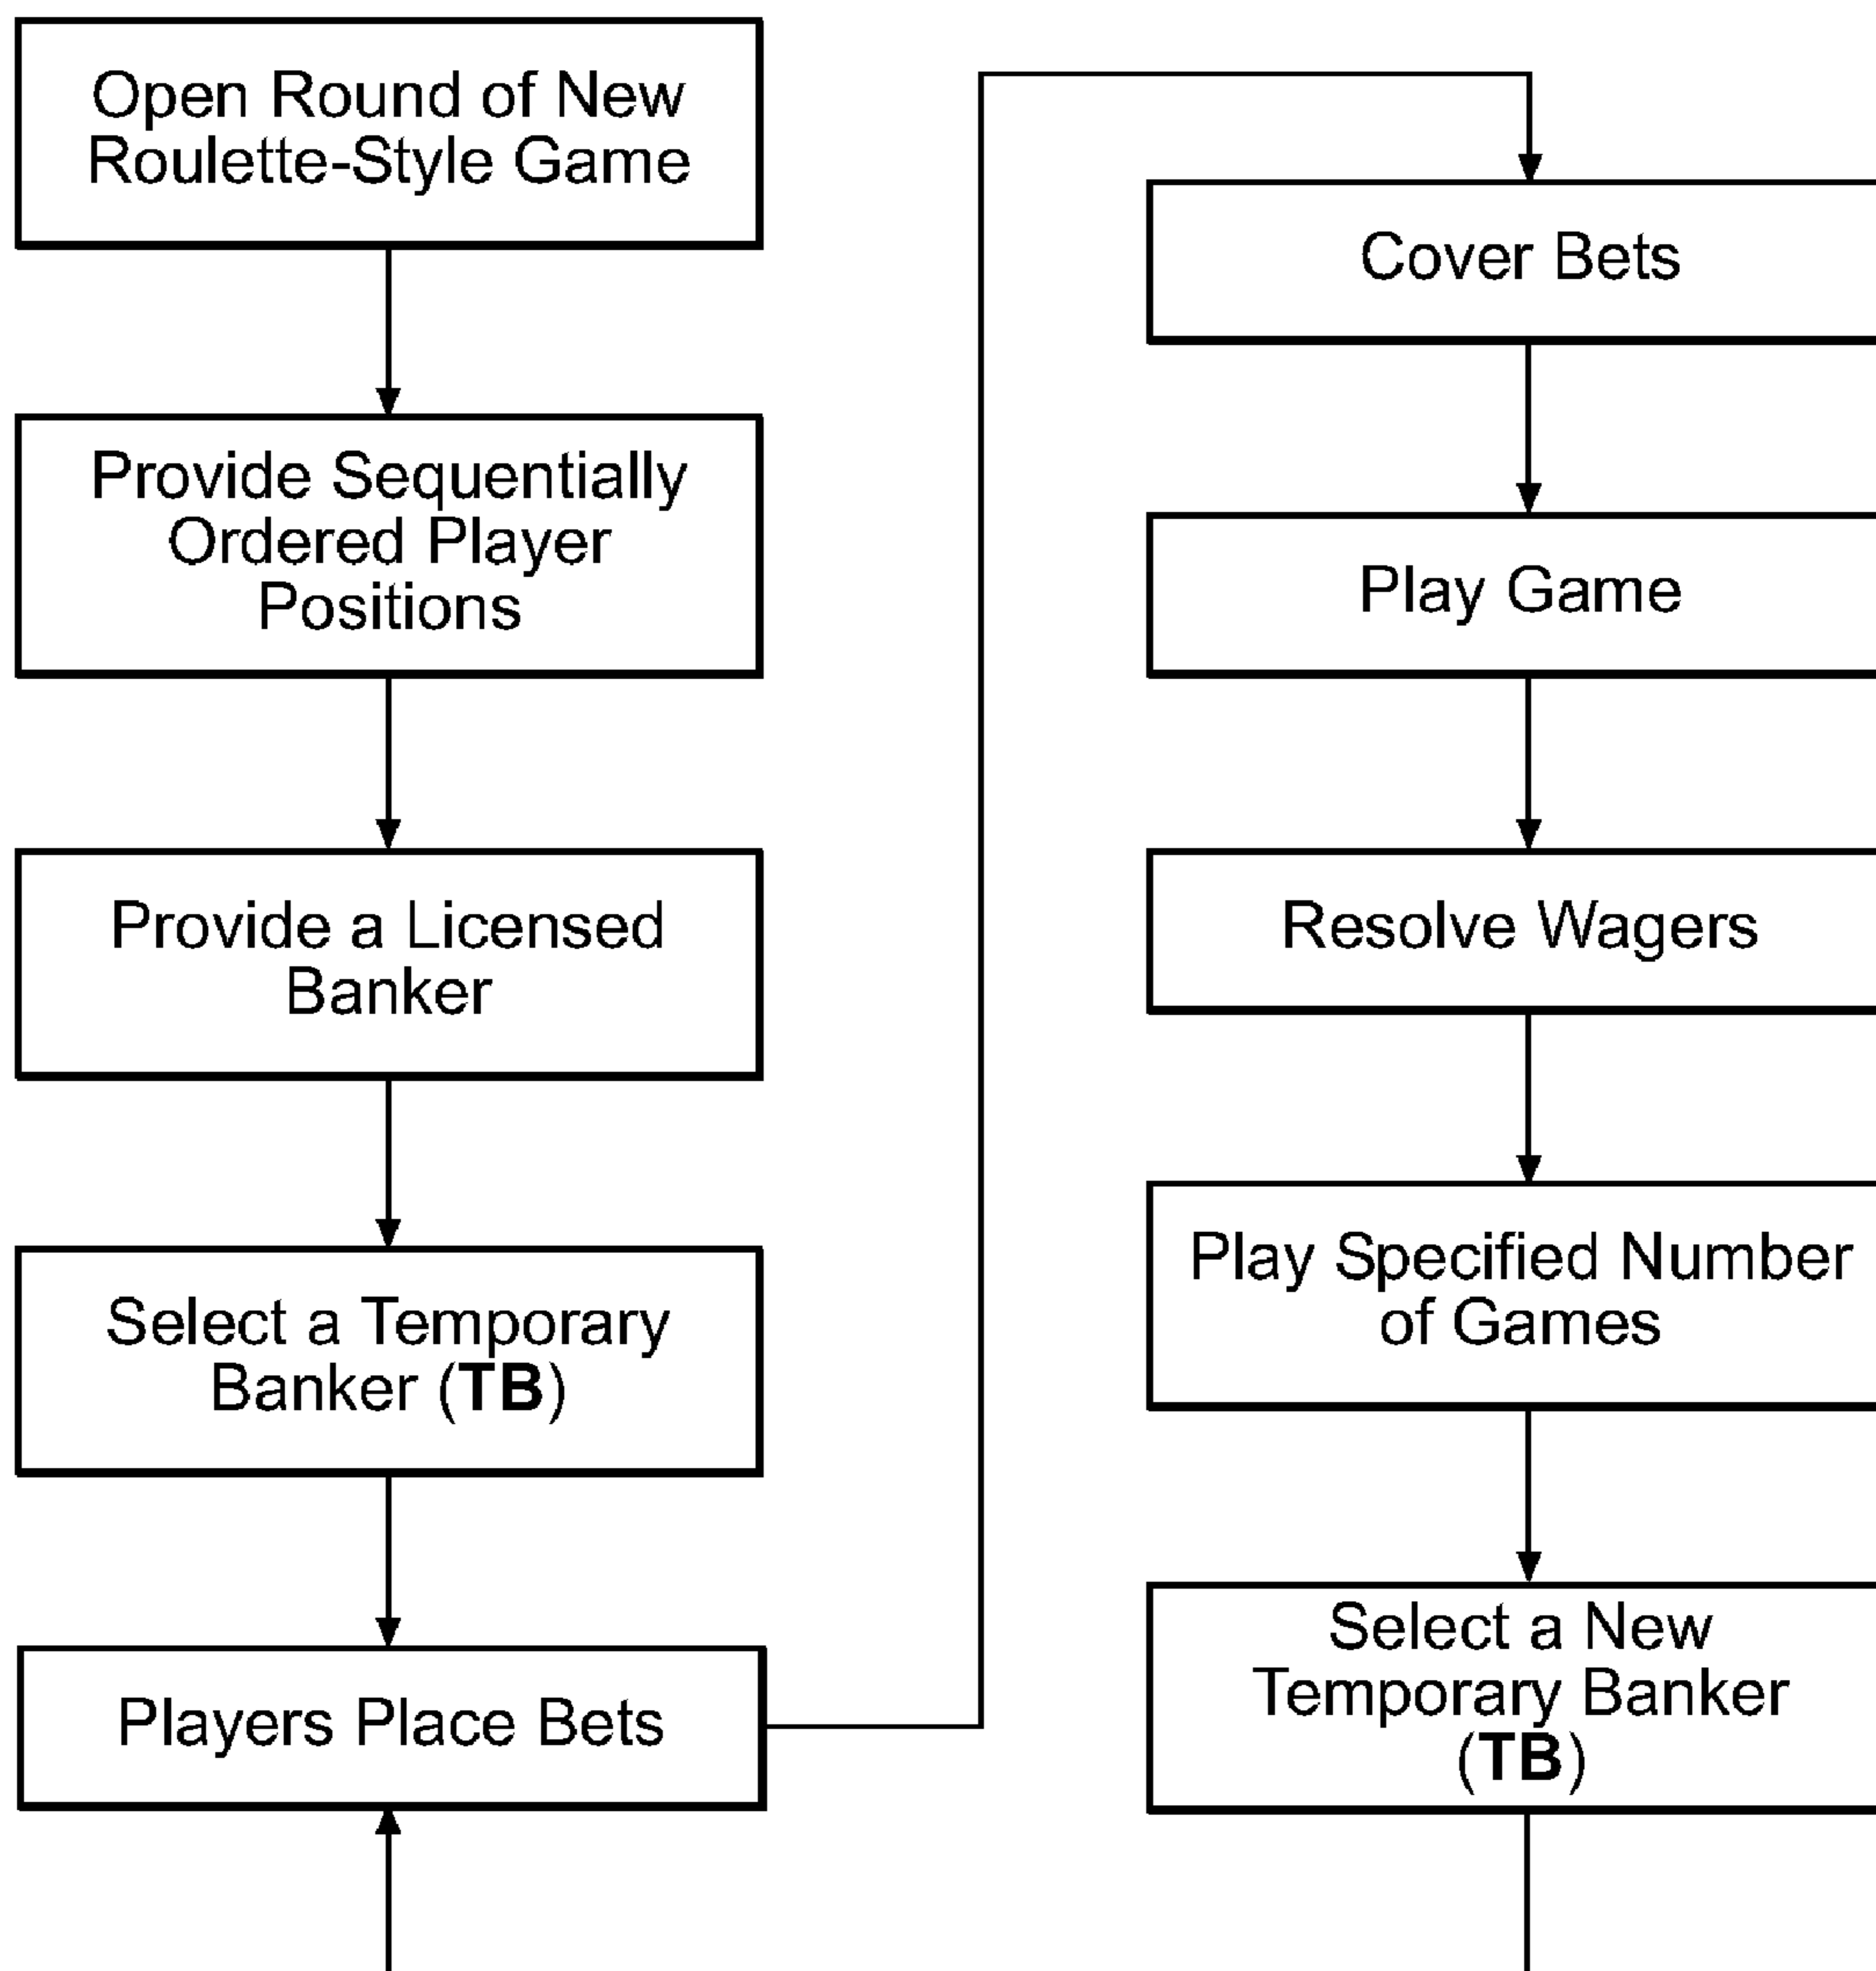 Open Round of New
Roulette-Style Game
Provide Sequentially
Ordered Player
Positions
Provide a Licensed
Banker
Select a Temporary
Banker (TB)
Players Place Bets
Cover Bets
Play Game
Resolve Wagers
Play Specified Number
of Games
Select a New
Temporary Banker
(TB)